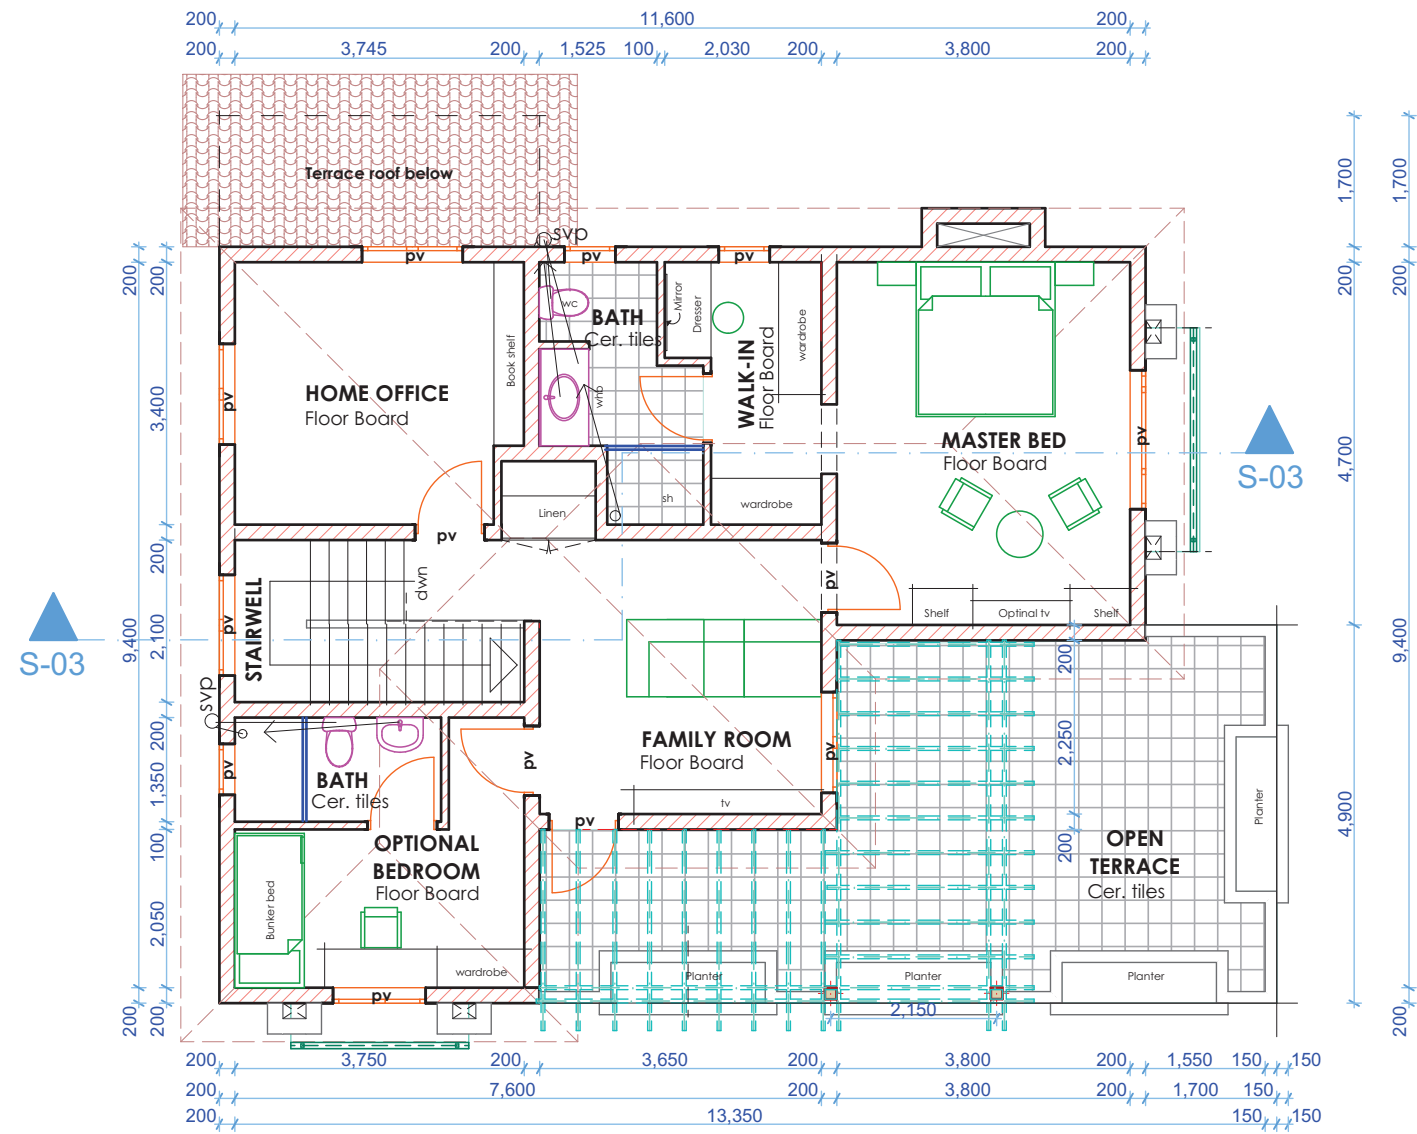 200 11,600 200
200 3,745 200 1,525 100 2,030 200 3,800 200
Terrace roof below
svp
pv pv pv
200 200 3,400 200 2,100 9,400 200 1,350 100 2,050 200 200
1,700 200 4,700 4,900
1,700 200 9,400 200
wc
BATH
Cer. tiles
Mirror
Dresser
wardrobe
WALK-IN
Floor Board
HOME OFFICE
Floor Board
Book shelf
whb
pv
MASTER BED
Floor Board
pv
S-03
sh
wardrobe
Linen
pv
dwn
STAIRWELL
pv
pv
Shelf Optinal tv Shelf
S-03
svp
200
2,250
200
FAMILY ROOM
Floor Board
pv
pv
pv
BATH
Cer. tiles
tv
pv
OPTIONAL
BEDROOM
Floor Board
Bunker bed
wardrobe
pv
OPEN
TERRACE
Cer. tiles
Planter
Planter Planter Planter
2,150
200 3,750 200 3,650 200 3,800 200 1,550 150 150
200 7,600 200 3,800 200 1,700 150
200 13,350 150 150